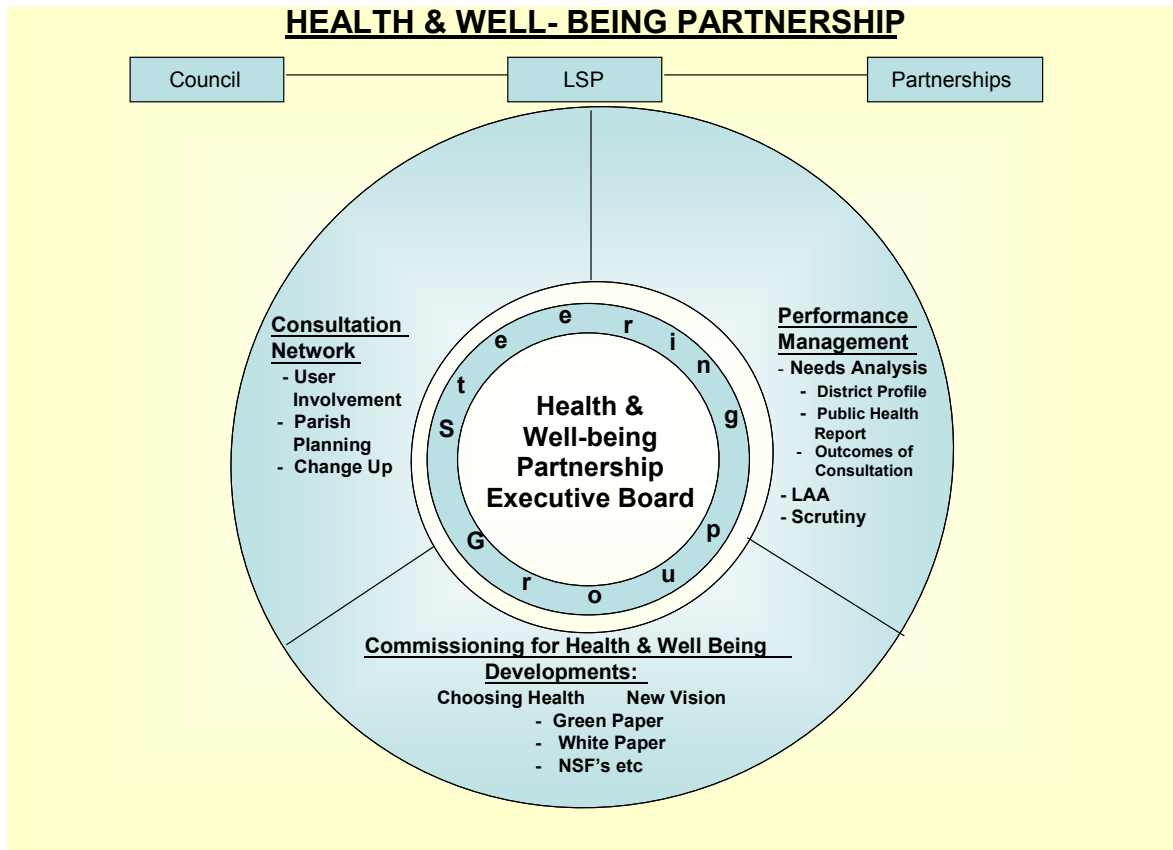 HEALTH & WELL- BEING PARTNERSHIP
Council
LSP
Partnerships
Consultation
Network
- User
Involvement
- Parish
Planning
- Change Up
Steering
Group
Health &
Well-being
Partnership
Executive Board
Performance
Management
- Needs Analysis
- District Profile
- Public Health
Report
- Outcomes of
Consultation
- LAA
- Scrutiny
Commissioning for Health & Well Being
Developments:
Choosing Health New Vision
- Green Paper
- White Paper
- NSF's etc